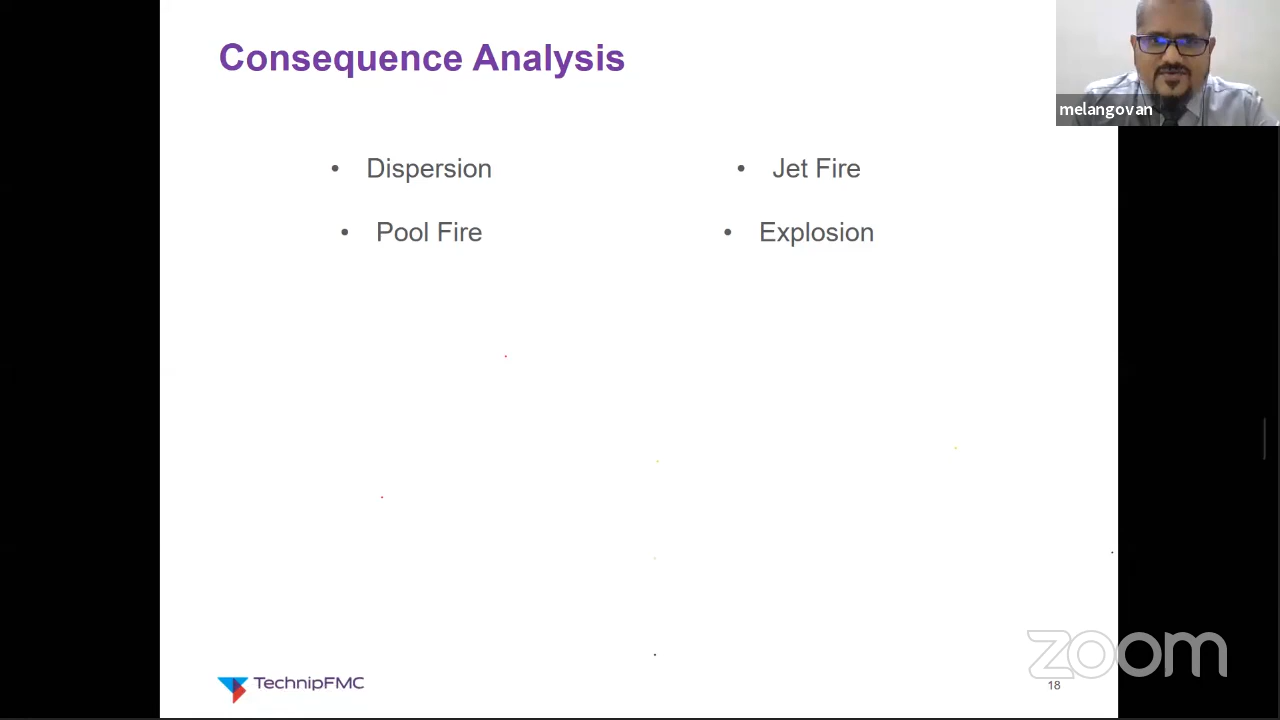 Consequence Analysis
melangovan
• Dispersion
• Jet Fire
• Pool Fire
• Explosion
TechnipFMC
zoom
18